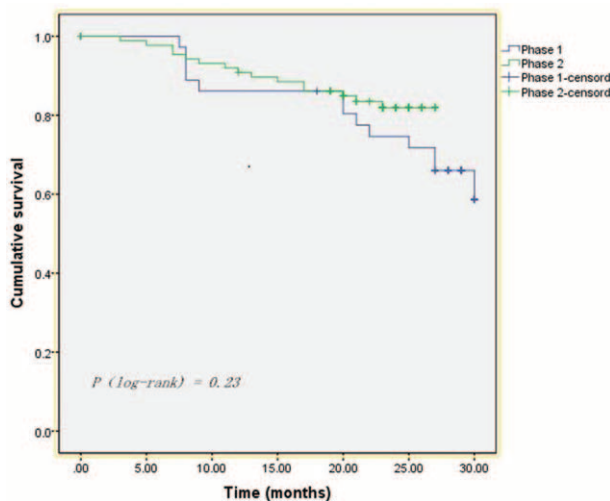 Cumulative survival
1.0
0.8
0.6
0.4
0.2
0.0
P (log-rank) = 0.23
.00 5.00 10.00 15.00 20.00 25.00 30.00
Time (months)
Phase 1
Phase 2
Phase 1-censord
Phase 2-censord